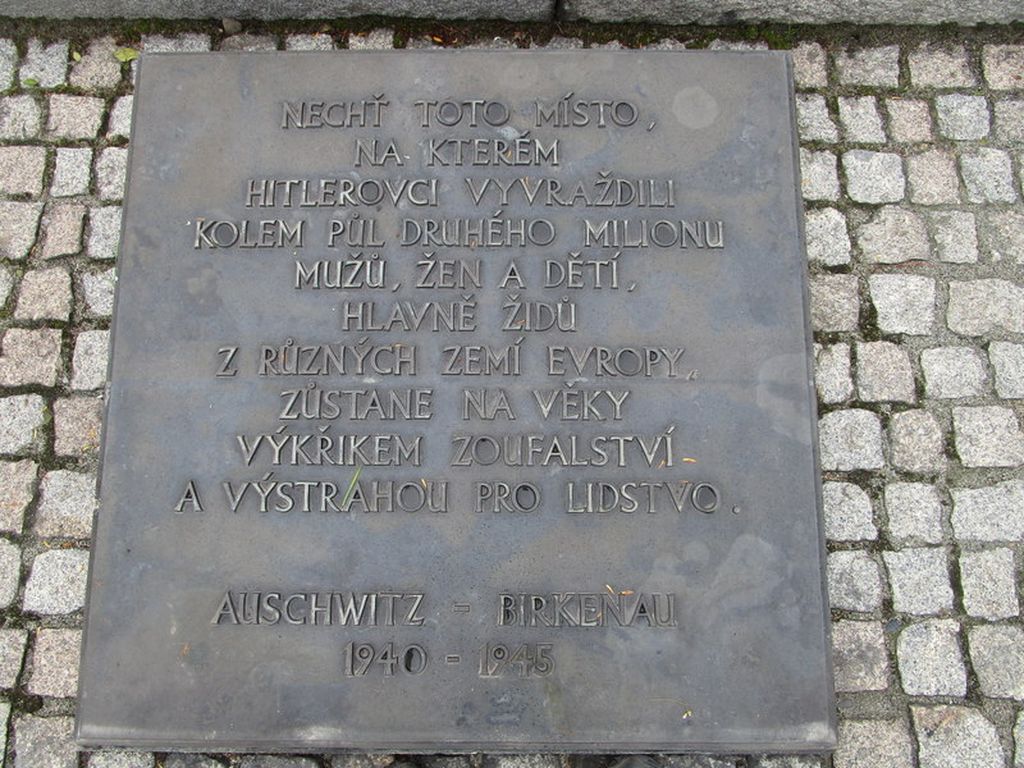 NECHŤ TOTO MÍSTO,
NA KTERÉM
HITLEROVCI VYVRAŽDILI
KOLEM PŮL DRUHÉHO MILIONU
MUŽŮ, ŽEN A DĚTÍ,
HLAVNĚ ŽIDŮ
Z RŮZNÝCH ZEMÍ EVROPY,
ZŮSTANE NA VĚKY
VÝKŘIKEM ZOUFALSTVÍ
A VÝSTRAHOU PRO LIDSTVO.
AUSCHWITZ - BIRKENAU
1940 - 1945